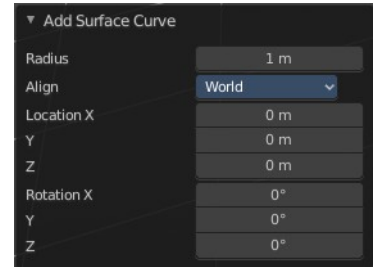 ▼ Add Surface Curve
Radius 1 m
Align World
Location X 0 m
Y 0 m
Z 0 m
Rotation X 0°
Y 0°
Z 0°